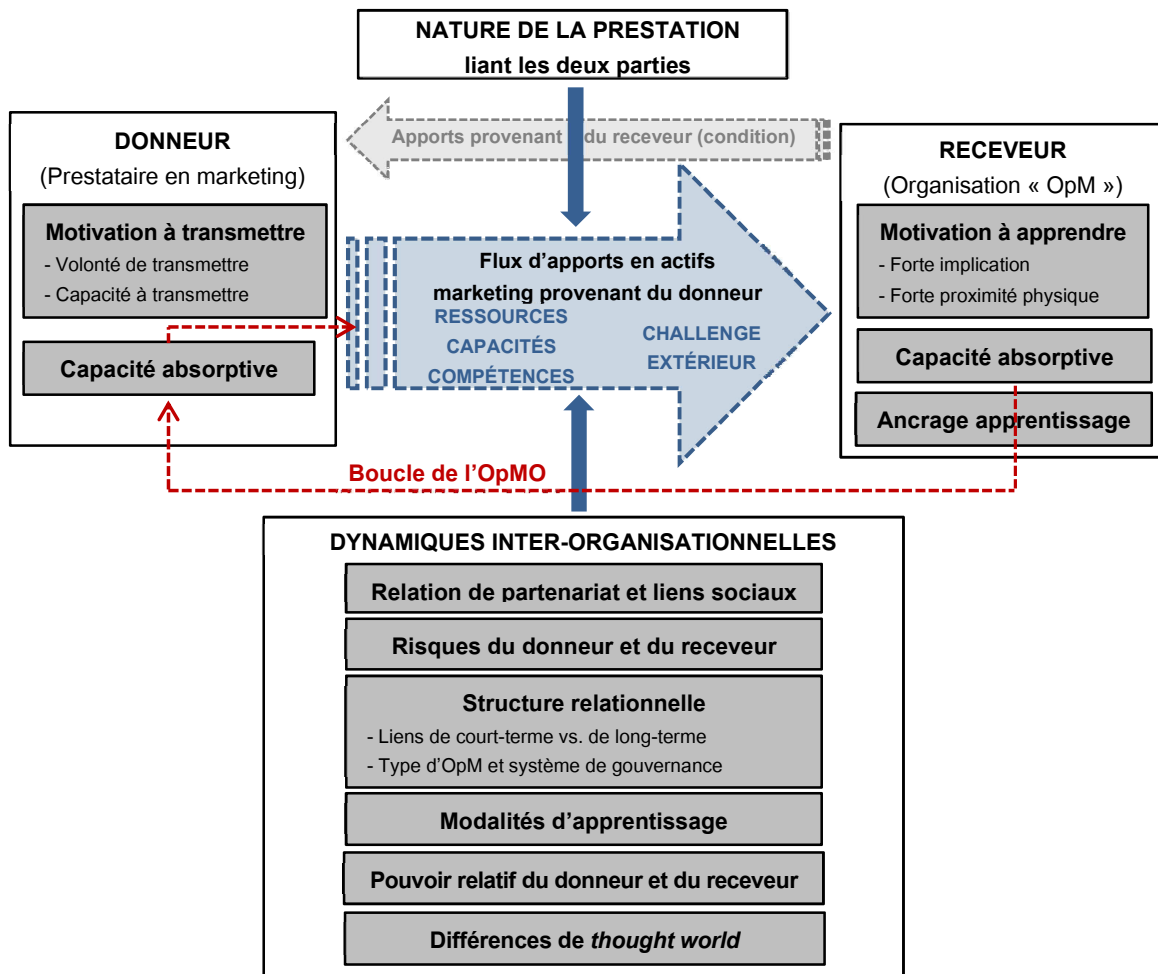 NATURE DE LA PRESTATION
liant les deux parties
Apports provenant du receveur (condition)
DONNEUR
(Prestataire en marketing)
Motivation à transmettre
- Volonté de transmettre
- Capacité à transmettre
Capacité absorptive
Flux d'apports en actifs
marketing provenant du donneur
RESSOURCES
CAPACITÉS
COMPÉTENCES
CHALLENGE
EXTÉRIEUR
RECEVEUR
(Organisation « OpM »)
Motivation à apprendre
- Forte implication
- Forte proximité physique
Capacité absorptive
Ancrage apprentissage
Boucle de l'OpMO
DYNAMIQUES INTER-ORGANISATIONNELLES
Relation de partenariat et liens sociaux
Risques du donneur et du receveur
Structure relationnelle
- Liens de court-terme vs. de long-terme
- Type d'OpM et système de gouvernance
Modalités d'apprentissage
Pouvoir relatif du donneur et du receveur
Différences de thought world